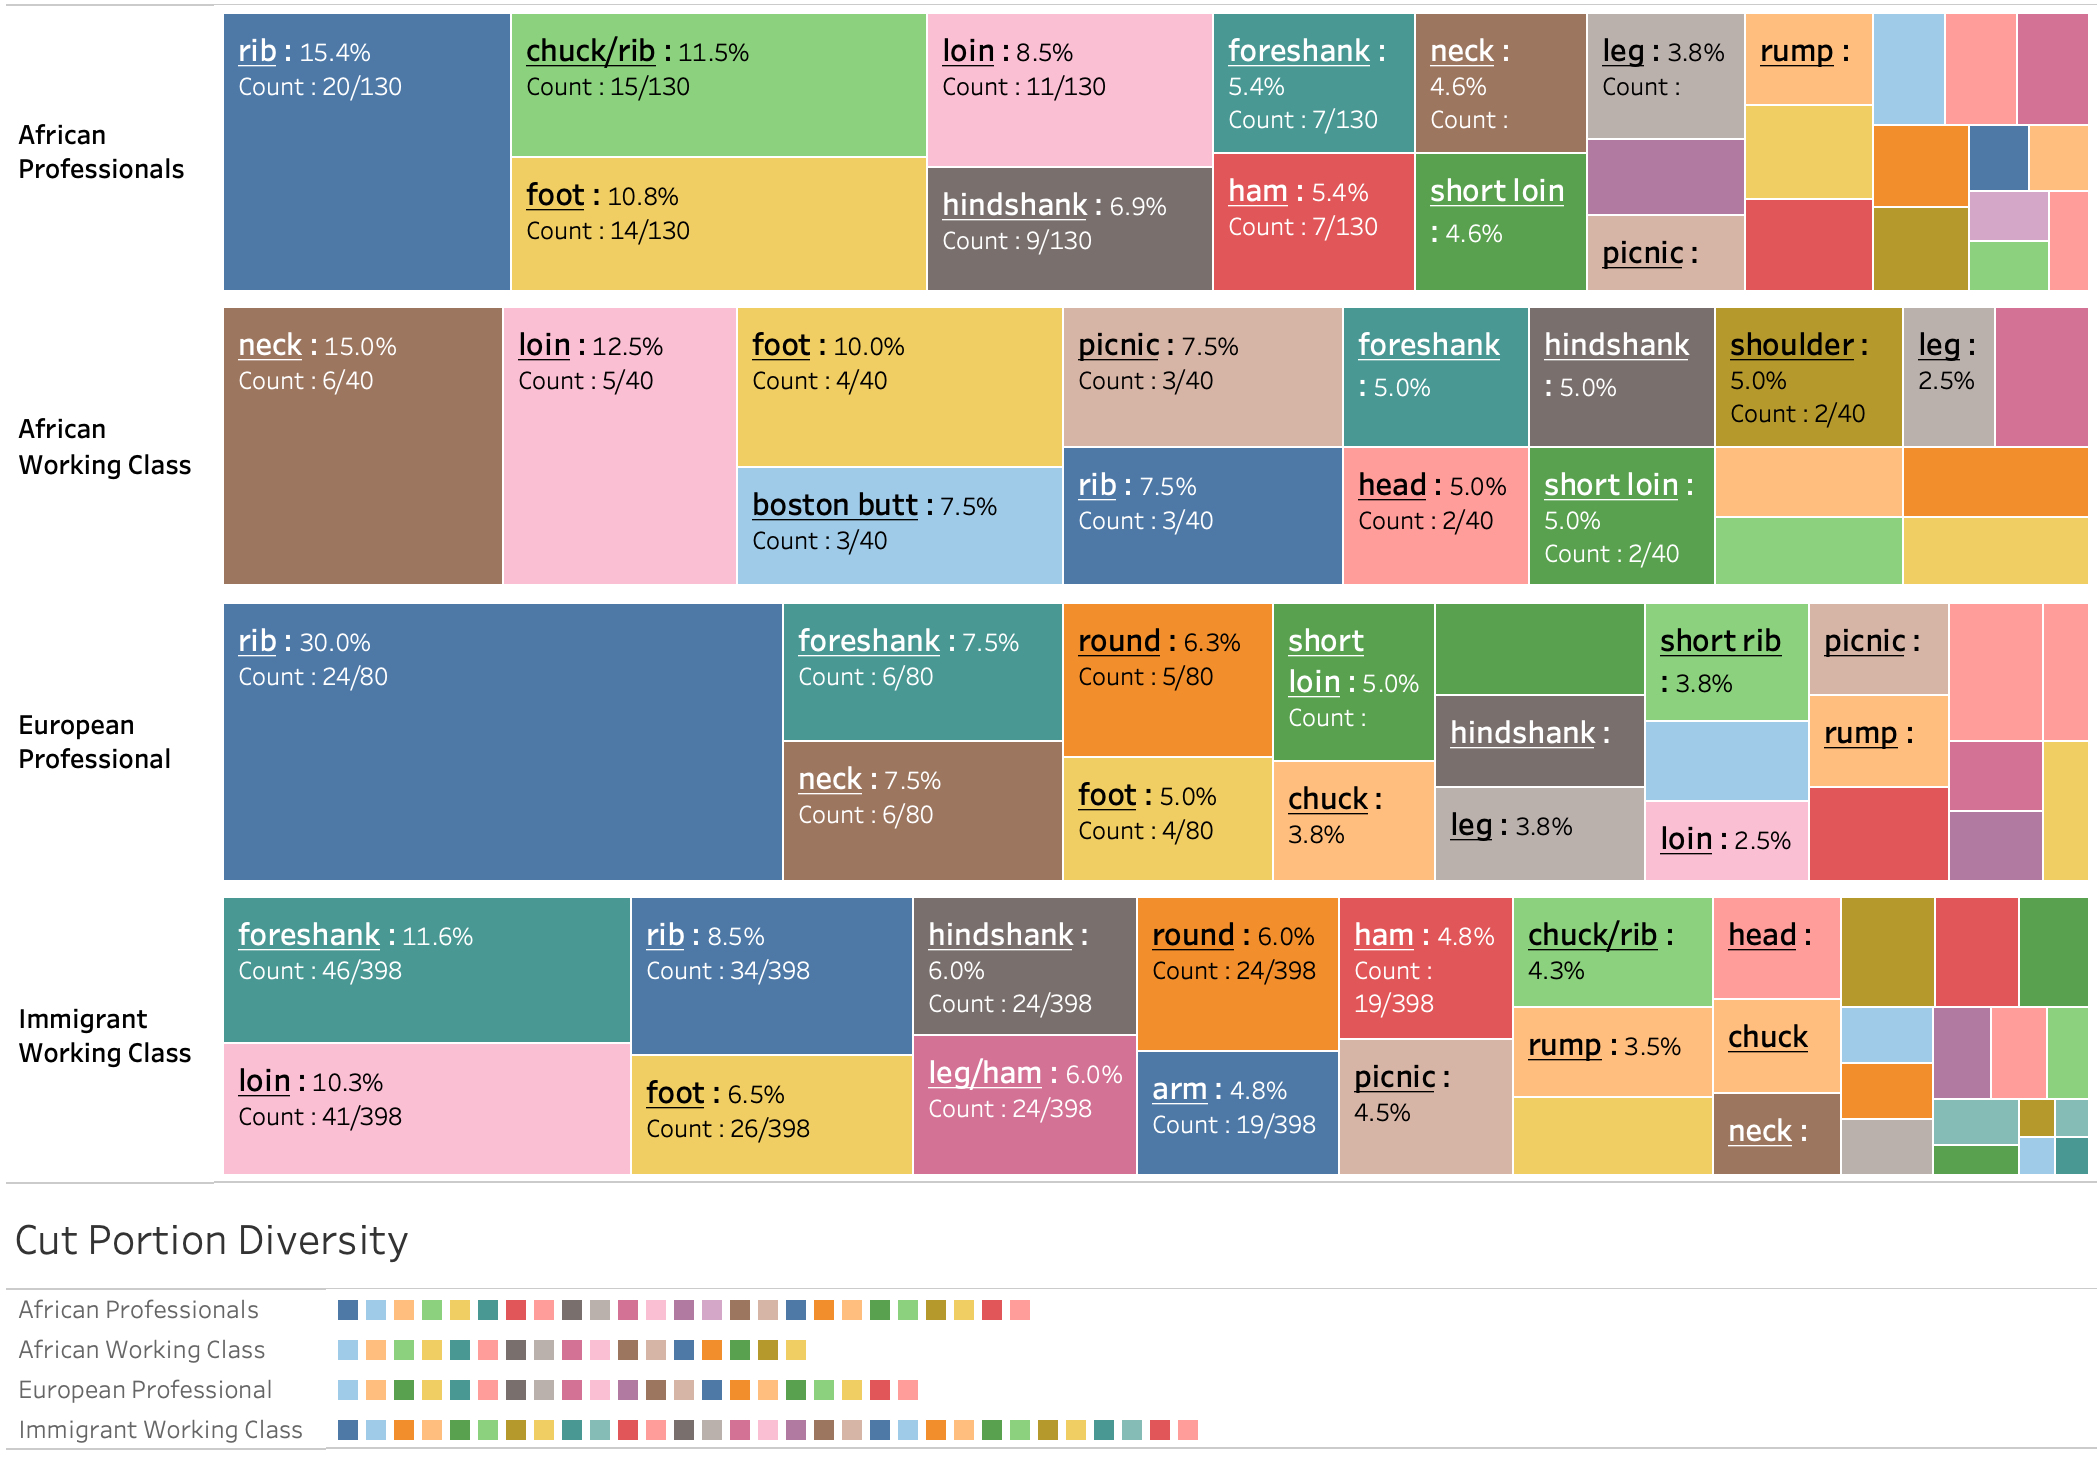 African
Professionals
rib : 15.4%
Count : 20/130
chuck/rib : 11.5%
Count : 15/130
foot : 10.8%
Count : 14/130
loin : 8.5%
Count : 11/130
hindshank : 6.9%
Count : 9/130
foreshank :
5.4%
Count : 7/130
ham : 5.4%
Count : 7/130
neck :
4.6%
Count :
short loin
: 4.6%
leg : 3.8%
Count :
picnic :
rump :
African
Working Class
neck : 15.0%
Count : 6/40
loin : 12.5%
Count : 5/40
foot : 10.0%
Count : 4/40
boston butt : 7.5%
Count : 3/40
picnic : 7.5%
Count : 3/40
rib : 7.5%
Count : 3/40
foreshank
: 5.0%
head : 5.0%
Count : 2/40
hindshank
: 5.0%
short loin :
5.0%
Count : 2/40
shoulder :
5.0%
Count : 2/40
leg :
2.5%
European
Professional
rib : 30.0%
Count : 24/80
foreshank : 7.5%
Count : 6/80
neck : 7.5%
Count : 6/80
round : 6.3%
Count : 5/80
foot : 5.0%
Count : 4/80
short
loin : 5.0%
Count :
chuck :
3.8%
hindshank :
leg : 3.8%
short rib
: 3.8%
loin : 2.5%
picnic :
rump :
Immigrant
Working Class
foreshank : 11.6%
Count : 46/398
loin : 10.3%
Count : 41/398
rib : 8.5%
Count : 34/398
foot : 6.5%
Count : 26/398
hindshank :
6.0%
Count : 24/398
leg/ham : 6.0%
Count : 24/398
round : 6.0%
Count : 24/398
arm : 4.8%
Count : 19/398
ham : 4.8%
Count :
19/398
picnic :
4.5%
chuck/rib :
4.3%
rump : 3.5%
head :
chuck
neck :
Cut Portion Diversity
African Professionals
African Working Class
European Professional
Immigrant Working Class